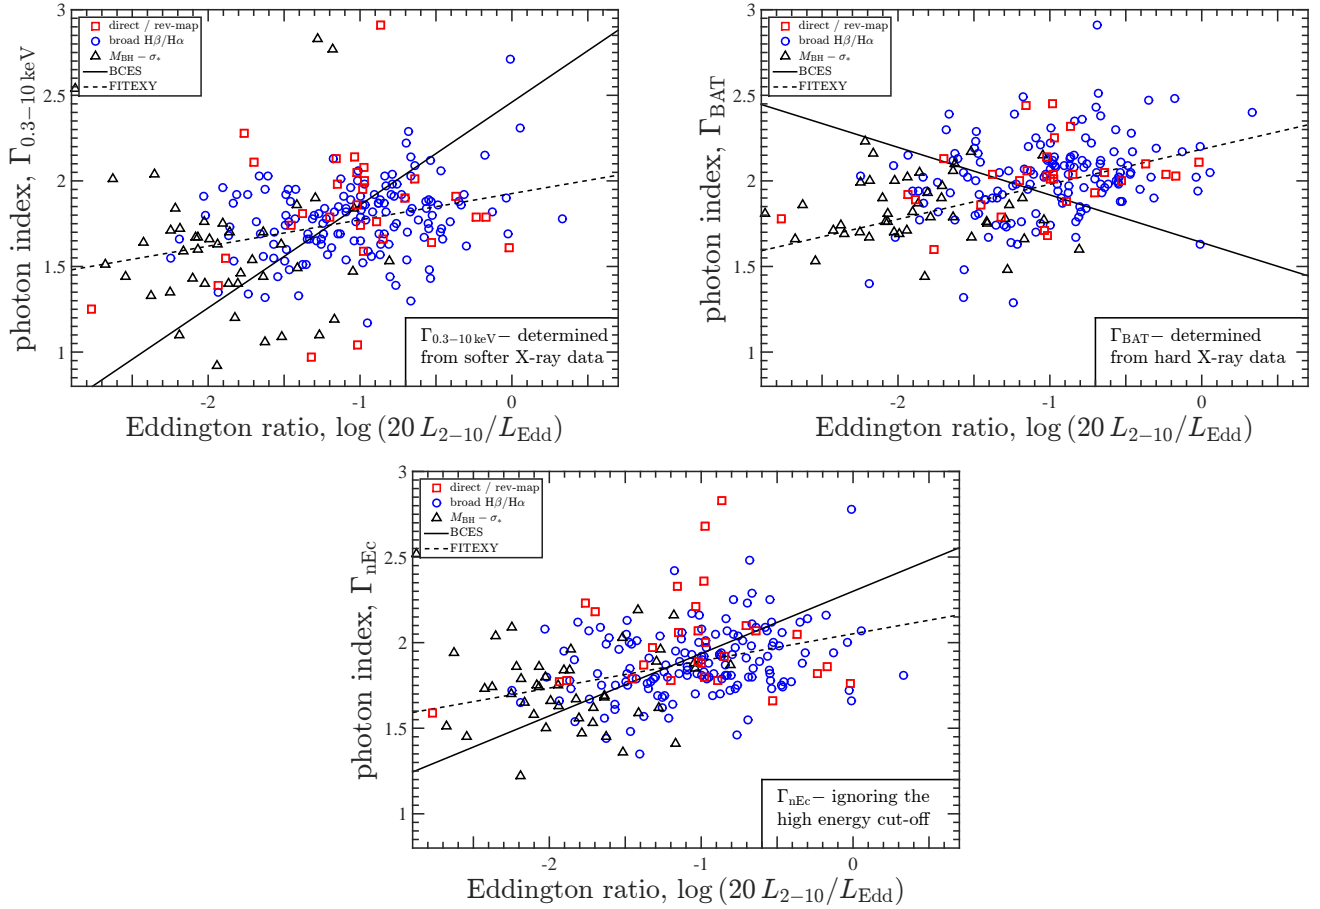 3
2.5
2
1.5
1
photon index, Γ0.3−10 keV
direct / rev-map
broad Hβ/Hα
MBH − σ*
BCES
FITEXY
Γ0.3−10 keV− determined
from softer X-ray data
-2
-1
0
Eddington ratio, log (20 L2−10/LEdd)
3
2.5
2
1.5
1
photon index, ΓBAT
direct / rev-map
broad Hβ/Hα
MBH − σ*
BCES
FITEXY
ΓBAT− determined
from hard X-ray data
-2
-1
0
Eddington ratio, log (20 L2−10/LEdd)
3
2.5
2
1.5
1
photon index, ΓnEc
direct / rev-map
broad Hβ/Hα
MBH − σ*
BCES
FITEXY
ΓnEc− ignoring the
high energy cut-off
-2
-1
0
Eddington ratio, log (20 L2−10/LEdd)